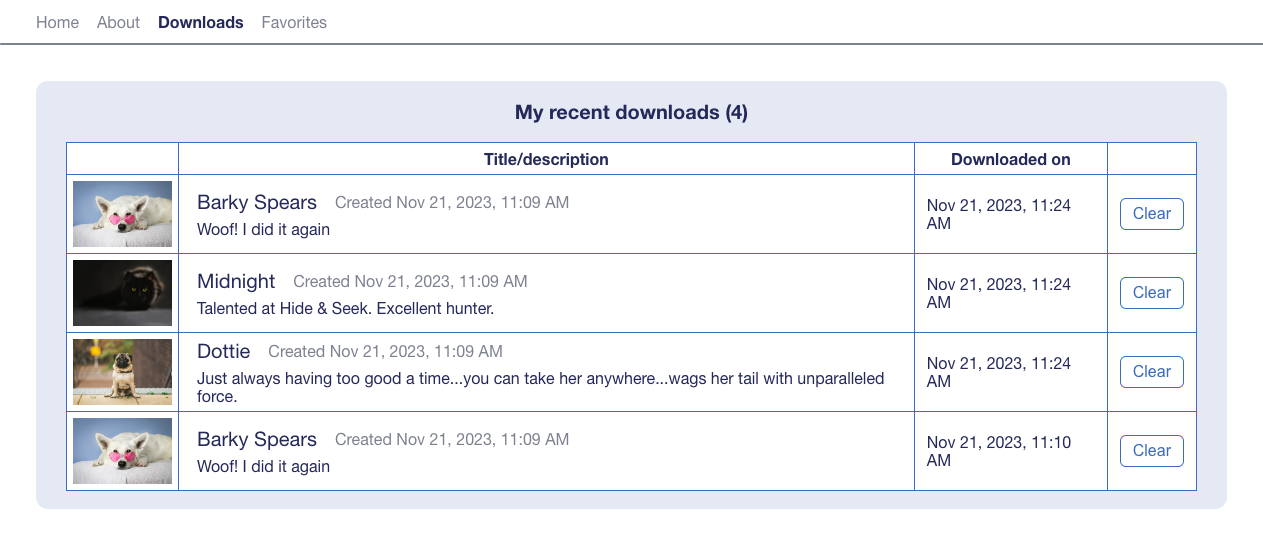 Home About Downloads Favorites
My recent downloads (4)
Title/description Downloaded on
Barky Spears Created Nov 21, 2023, 11:09 AM
Woof! I did it again
Nov 21, 2023, 11:24
AM
Clear
Midnight Created Nov 21, 2023, 11:09 AM
Talented at Hide & Seek. Excellent hunter.
Nov 21, 2023, 11:24
AM
Clear
Dottie Created Nov 21, 2023, 11:09 AM
Just always having too good a time...you can take her anywhere...wags her tail with unparalleled
force.
Nov 21, 2023, 11:24
AM
Clear
Barky Spears Created Nov 21, 2023, 11:09 AM
Woof! I did it again
Nov 21, 2023, 11:10
AM
Clear